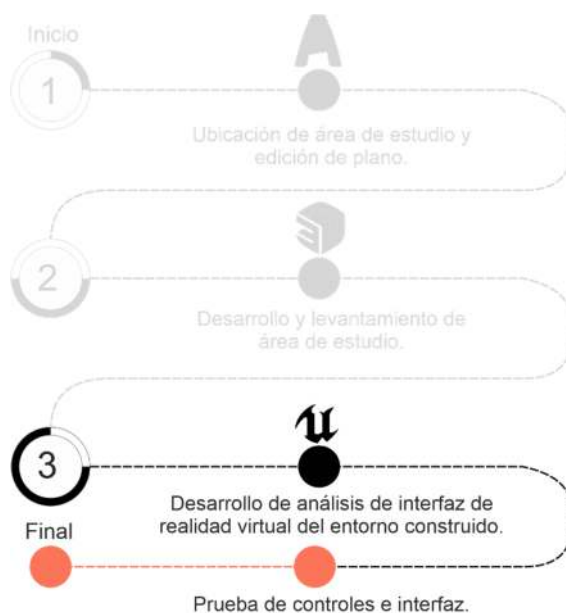 Inicio
1
Ubicación de área de estudio y
edición de plano.
2
Desarrollo y levantamiento de
área de estudio.
3
Desarrollo de análisis de interfaz de
realidad virtual del entorno construido.
Final
Prueba de controles e interfaz.